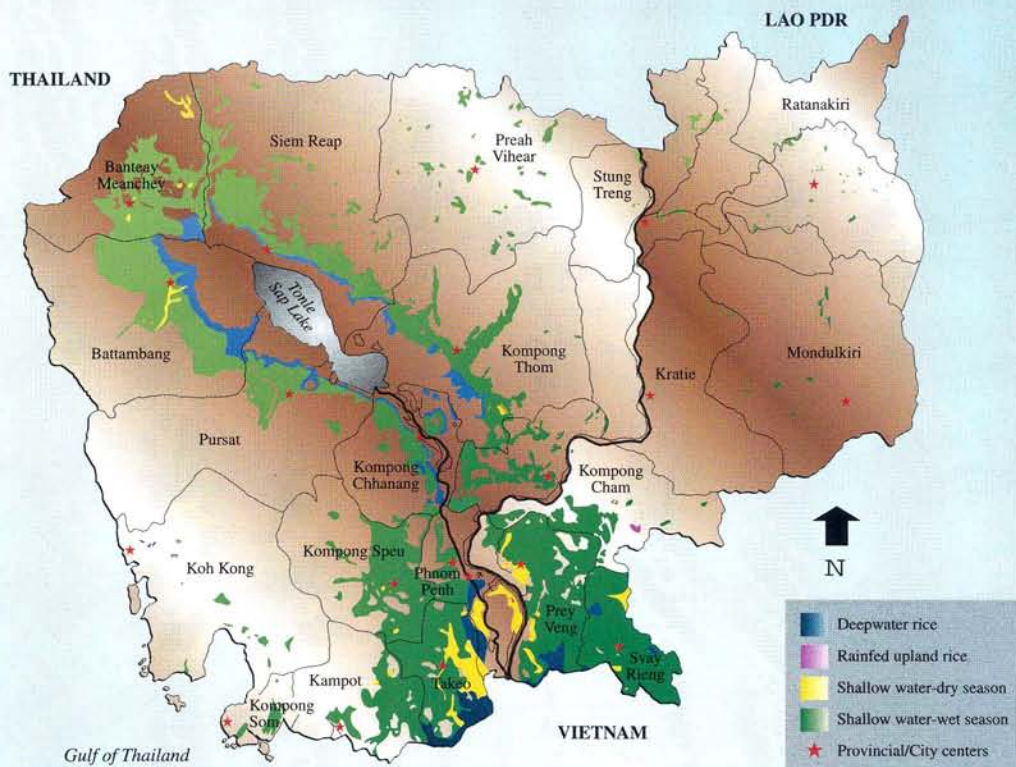 LAO PDR
THAILAND
Ratanakiri
Siem Reap
Preah
Vihear
Banteay
Meanchey
Stung
Treng
Tonle
Sap Lake
Battambang
Kompong
Thom
Mondulkiri
Kratie
Pursat
Kompong
Chhanang
Kompong
Cham
Kompong Speu
Koh Kong
Phnom
Penh
N
Prey
Veng
Svay
Rieng
Takeo
Kampot
Kompong
Som
VIETNAM
Gulf of Thailand
Deepwater rice
Rainfed upland rice
Shallow water-dry season
Shallow water-wet season
Provincial/City centers